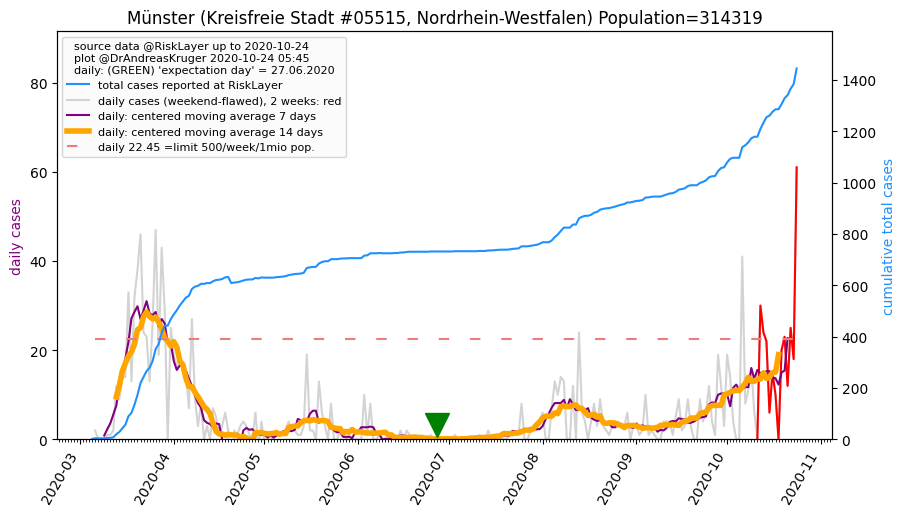 Münster (Kreisfreie Stadt #05515, Nordrhein-Westfalen) Population=314319
source data @RiskLayer up to 2020-10-24
plot @DrAndreasKruger 2020-10-24 05:45
daily: (GREEN) 'expectation day' = 27.06.2020
total cases reported at RiskLayer
daily cases (weekend-flawed), 2 weeks: red
daily: centered moving average 7 days
daily: centered moving average 14 days
daily 22.45 =limit 500/week/1mio pop.
daily cases
80
60
40
20
0
cumulative total cases
1400
1200
1000
800
600
400
200
0
2020-03
2020-04
2020-05
2020-06
2020-07
2020-08
2020-09
2020-10
2020-11